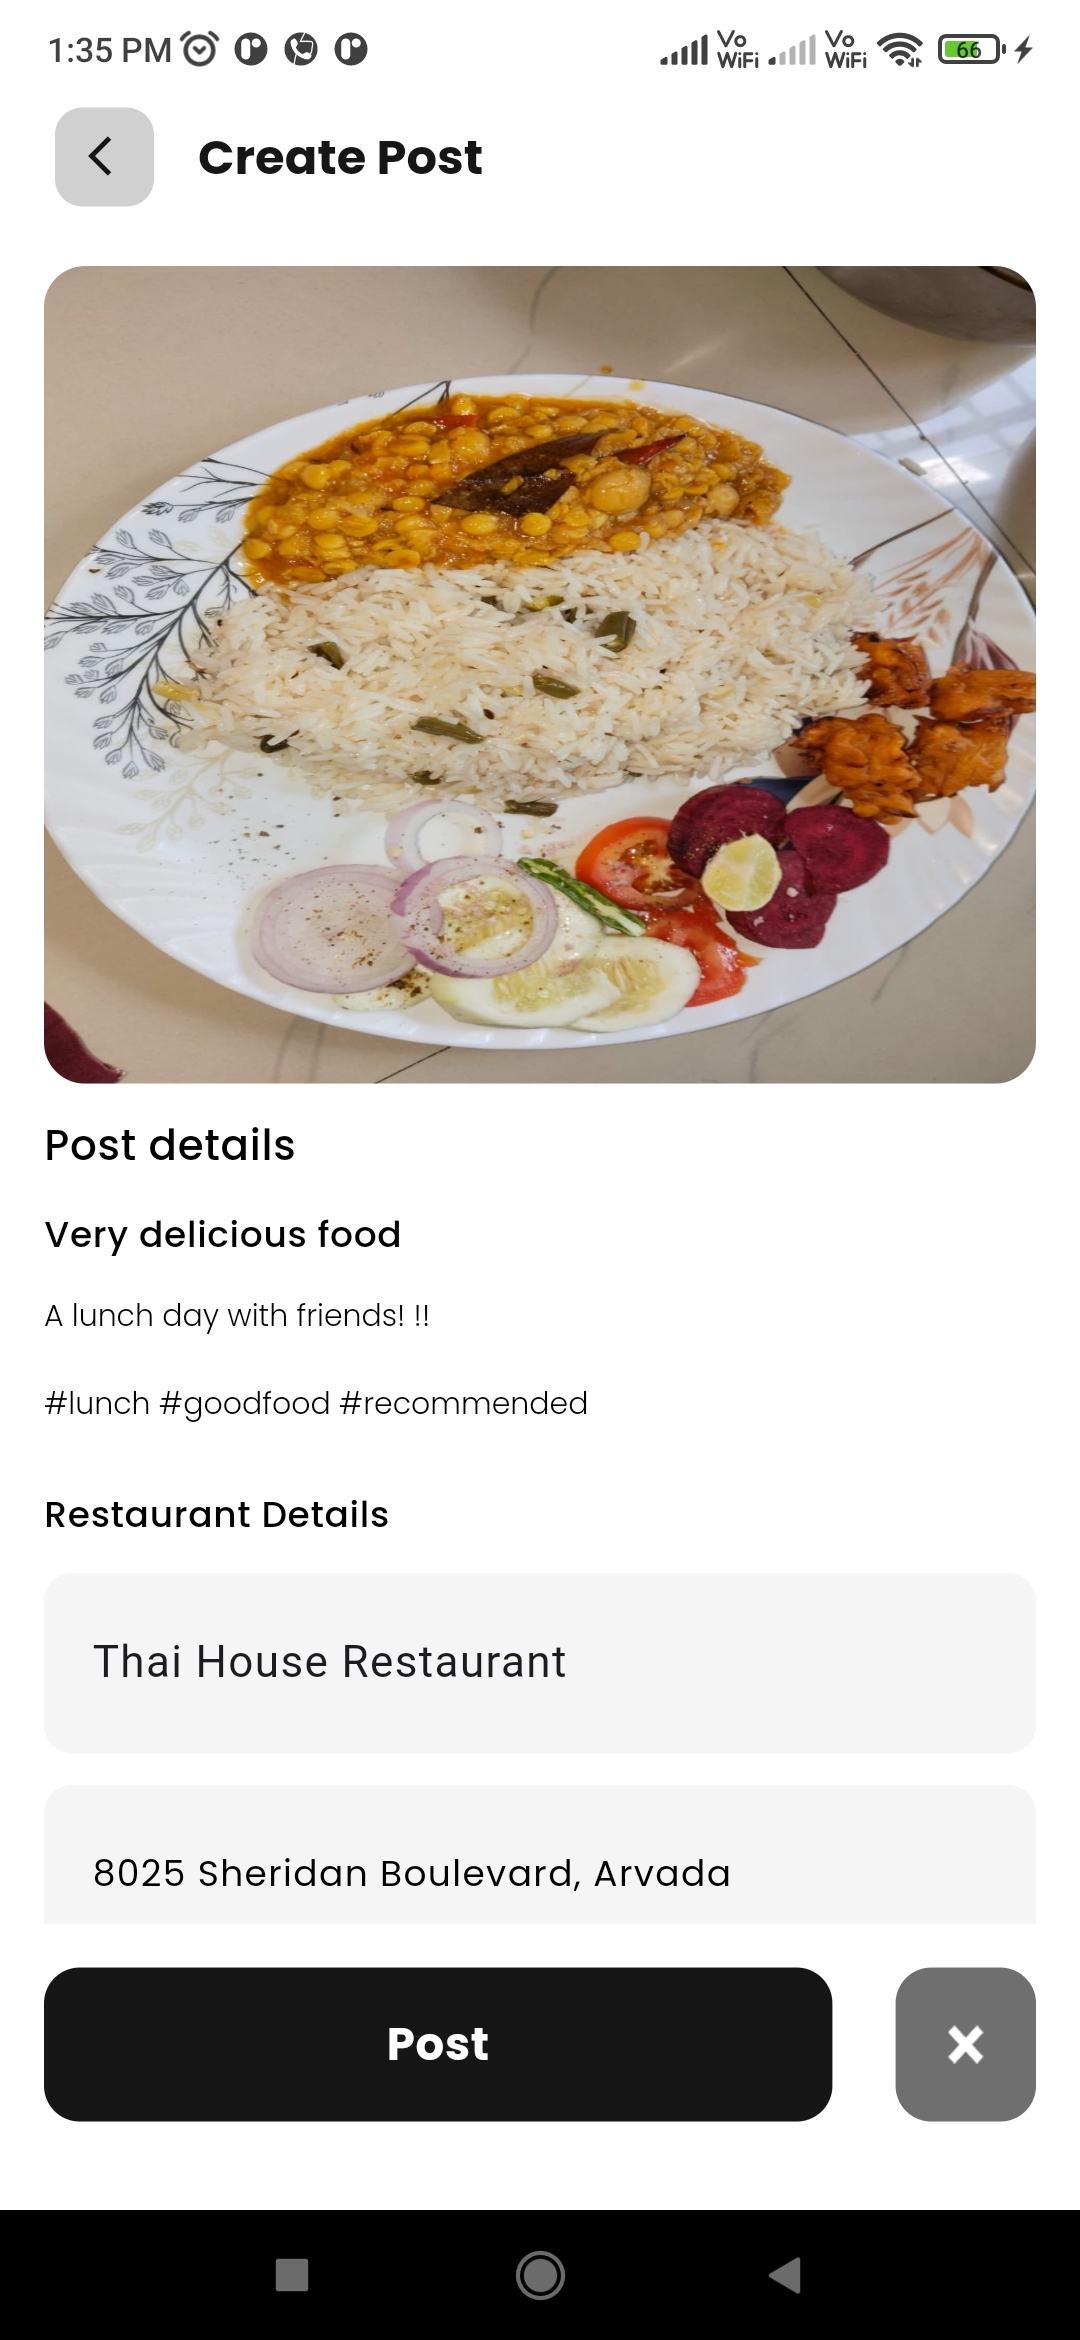 1:35 PM Vo WiFi Vo WiFi 66
Create Post
Post details
Very delicious food
A lunch day with friends! !!
#lunch #goodfood #recommended
Restaurant Details
Thai House Restaurant
8025 Sheridan Boulevard, Arvada
Post